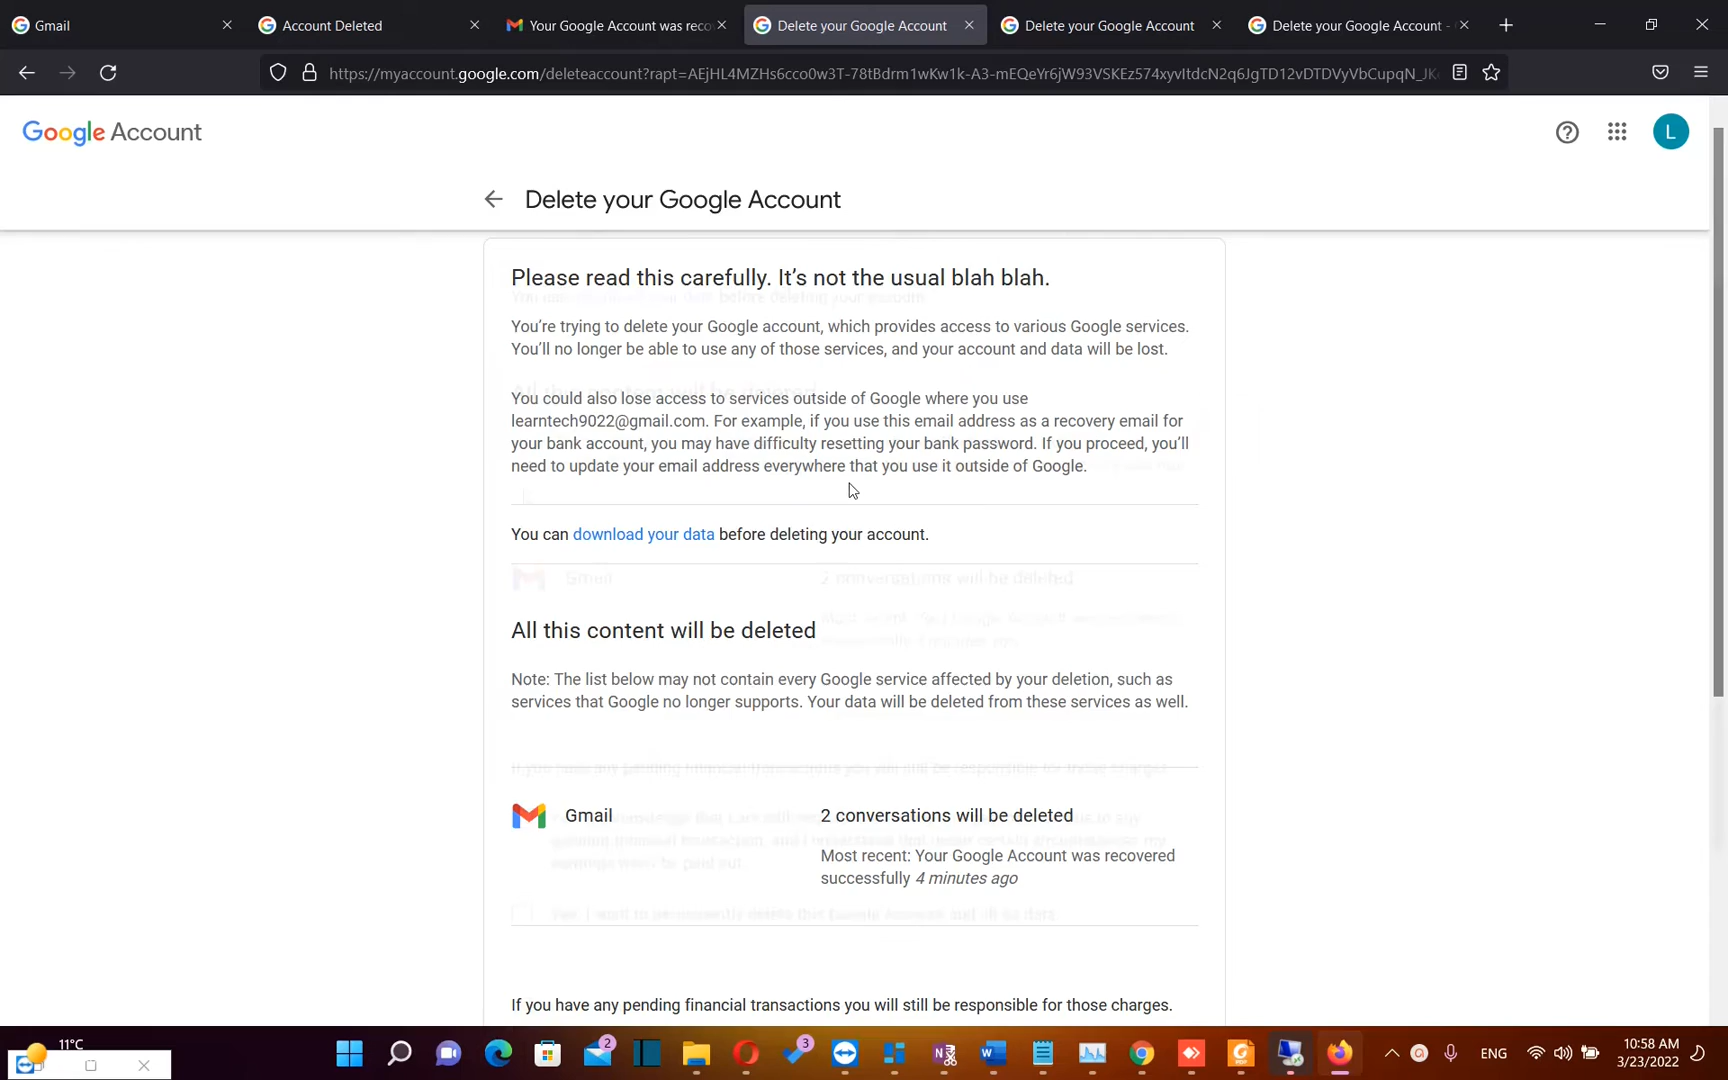 Gmail
Account Deleted
Your Google Account was reco
Delete your Google Account
Delete your Google Account
Delete your Google Account -
https://myaccount.google.com/deleteaccount?rapt=AEjHL4MZHs6cco0w3T-78tBdrm1wKw1k-A3-mEQeYr6jW93VSKEz574xyvItdcN2q6JgTD12vDTDVyVbCupqN_JK
Google Account
L
Delete your Google Account
Please read this carefully. It's not the usual blah blah.
You're trying to delete your Google account, which provides access to various Google services.
You'll no longer be able to use any of those services, and your account and data will be lost.
You could also lose access to services outside of Google where you use
learntech9022@gmail.com. For example, if you use this email address as a recovery email for
your bank account, you may have difficulty resetting your bank password. If you proceed, you'll
need to update your email address everywhere that you use it outside of Google.
You can download your data before deleting your account.
All this content will be deleted
Note: The list below may not contain every Google service affected by your deletion, such as
services that Google no longer supports. Your data will be deleted from these services as well.
Gmail
2 conversations will be deleted
Most recent: Your Google Account was recovered
successfully 4 minutes ago
If you have any pending financial transactions you will still be responsible for those charges.
11°C
2
3
ENG
10:58 AM
3/23/2022